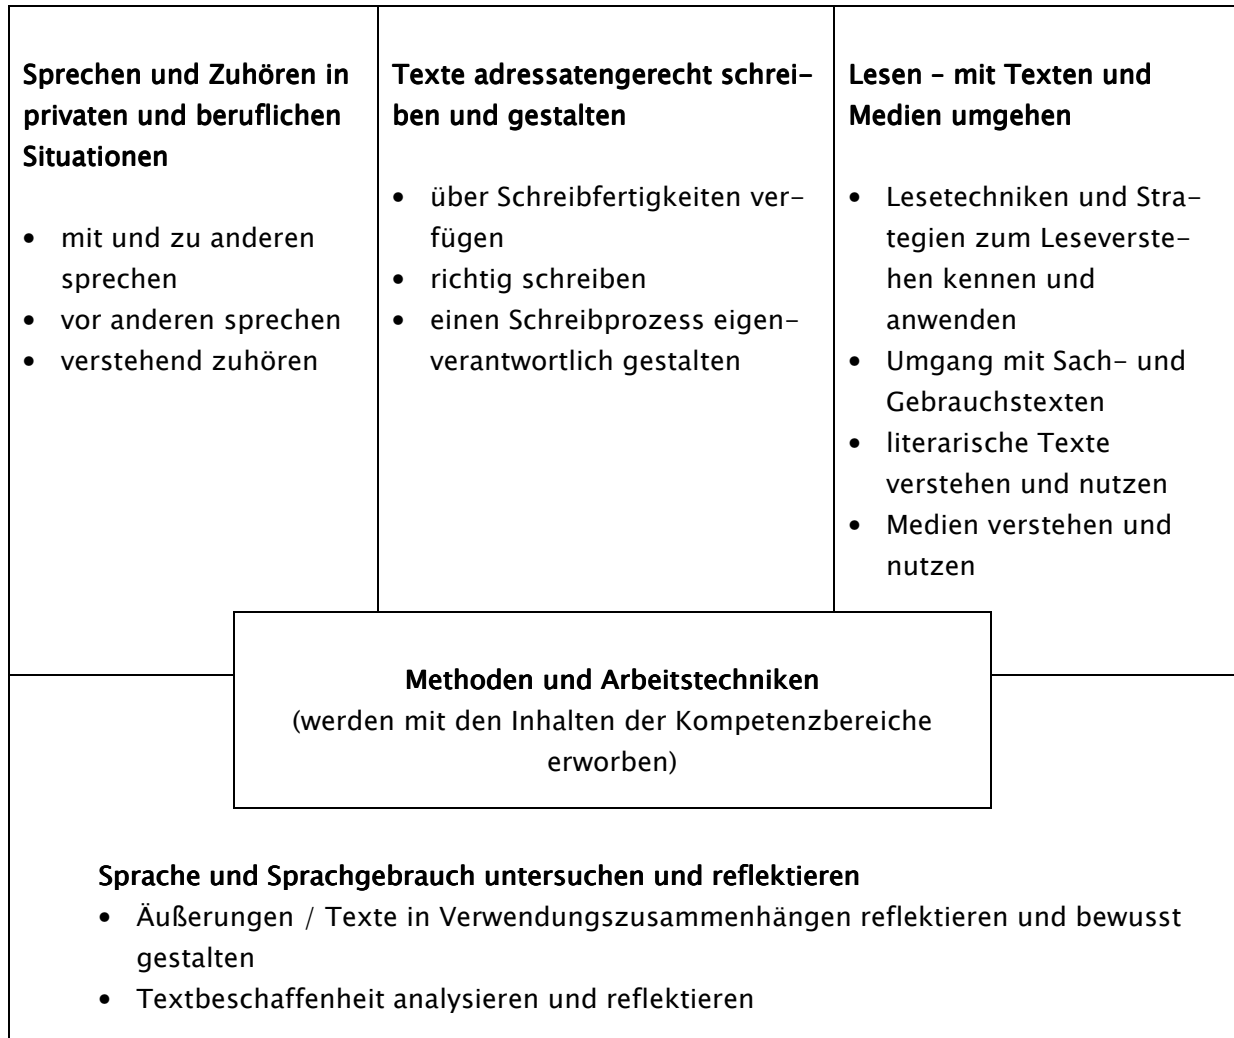 Sprechen und Zuhören in
privaten und beruflichen
Situationen
• mit und zu anderen
sprechen
• vor anderen sprechen
• verstehend zuhören
Texte adressatengerecht schrei-
ben und gestalten
• über Schreibfertigkeiten ver-
fügen
• richtig schreiben
• einen Schreibprozess eigen-
verantwortlich gestalten
Lesen – mit Texten und
Medien umgehen
• Lesetechniken und Stra-
tegien zum Leseverste-
hen kennen und
anwenden
• Umgang mit Sach- und
Gebrauchstexten
• literarische Texte
verstehen und nutzen
• Medien verstehen und
nutzen
Methoden und Arbeitstechniken
(werden mit den Inhalten der Kompetenzbereiche
erworben)
Sprache und Sprachgebrauch untersuchen und reflektieren
• Äußerungen / Texte in Verwendungszusammenhängen reflektieren und bewusst
gestalten
• Textbeschaffenheit analysieren und reflektieren